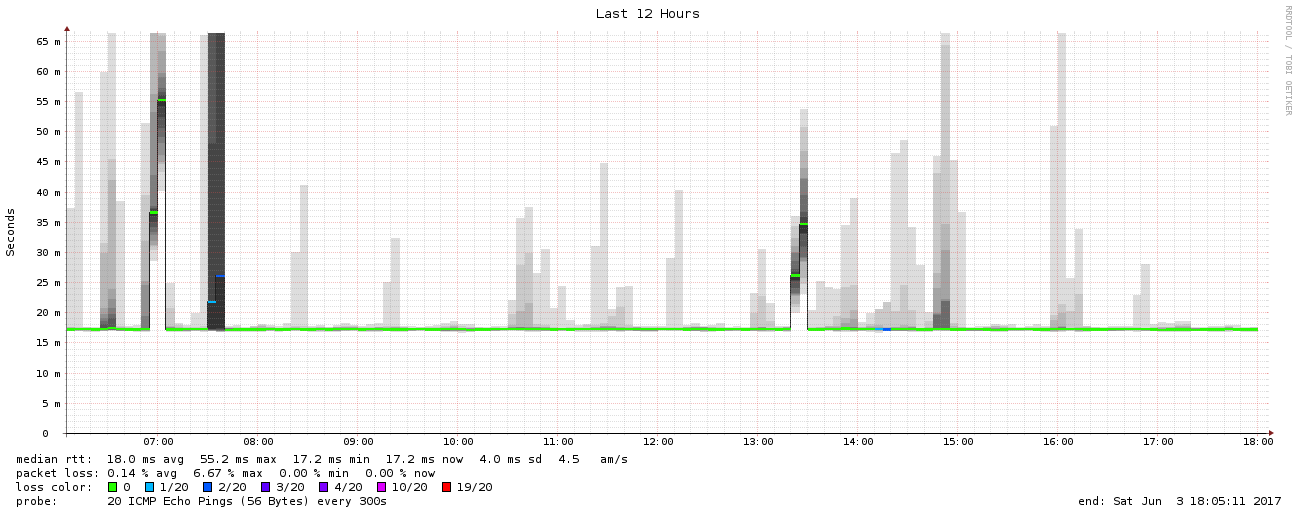 Last 12 Hours
RRDTOOL / TOBI OETIKER
Seconds
65 m
60 m
55 m
50 m
45 m
40 m
35 m
30 m
25 m
20 m
15 m
10 m
5 m
0
07:00 08:00 09:00 10:00 11:00 12:00 13:00 14:00 15:00 16:00 17:00 18:00
median rtt: 18.0 ms avg 55.2 ms max 17.2 ms min 17.2 ms now 4.0 ms sd 4.5 am/s
packet loss: 0.14 % avg 6.67 % max 0.00 % min 0.00 % now
loss color: 0 1/20 2/20 3/20 4/20 10/20 19/20
probe: 20 ICMP Echo Pings (56 Bytes) every 300s end: Sat Jun 3 18:05:11 2017